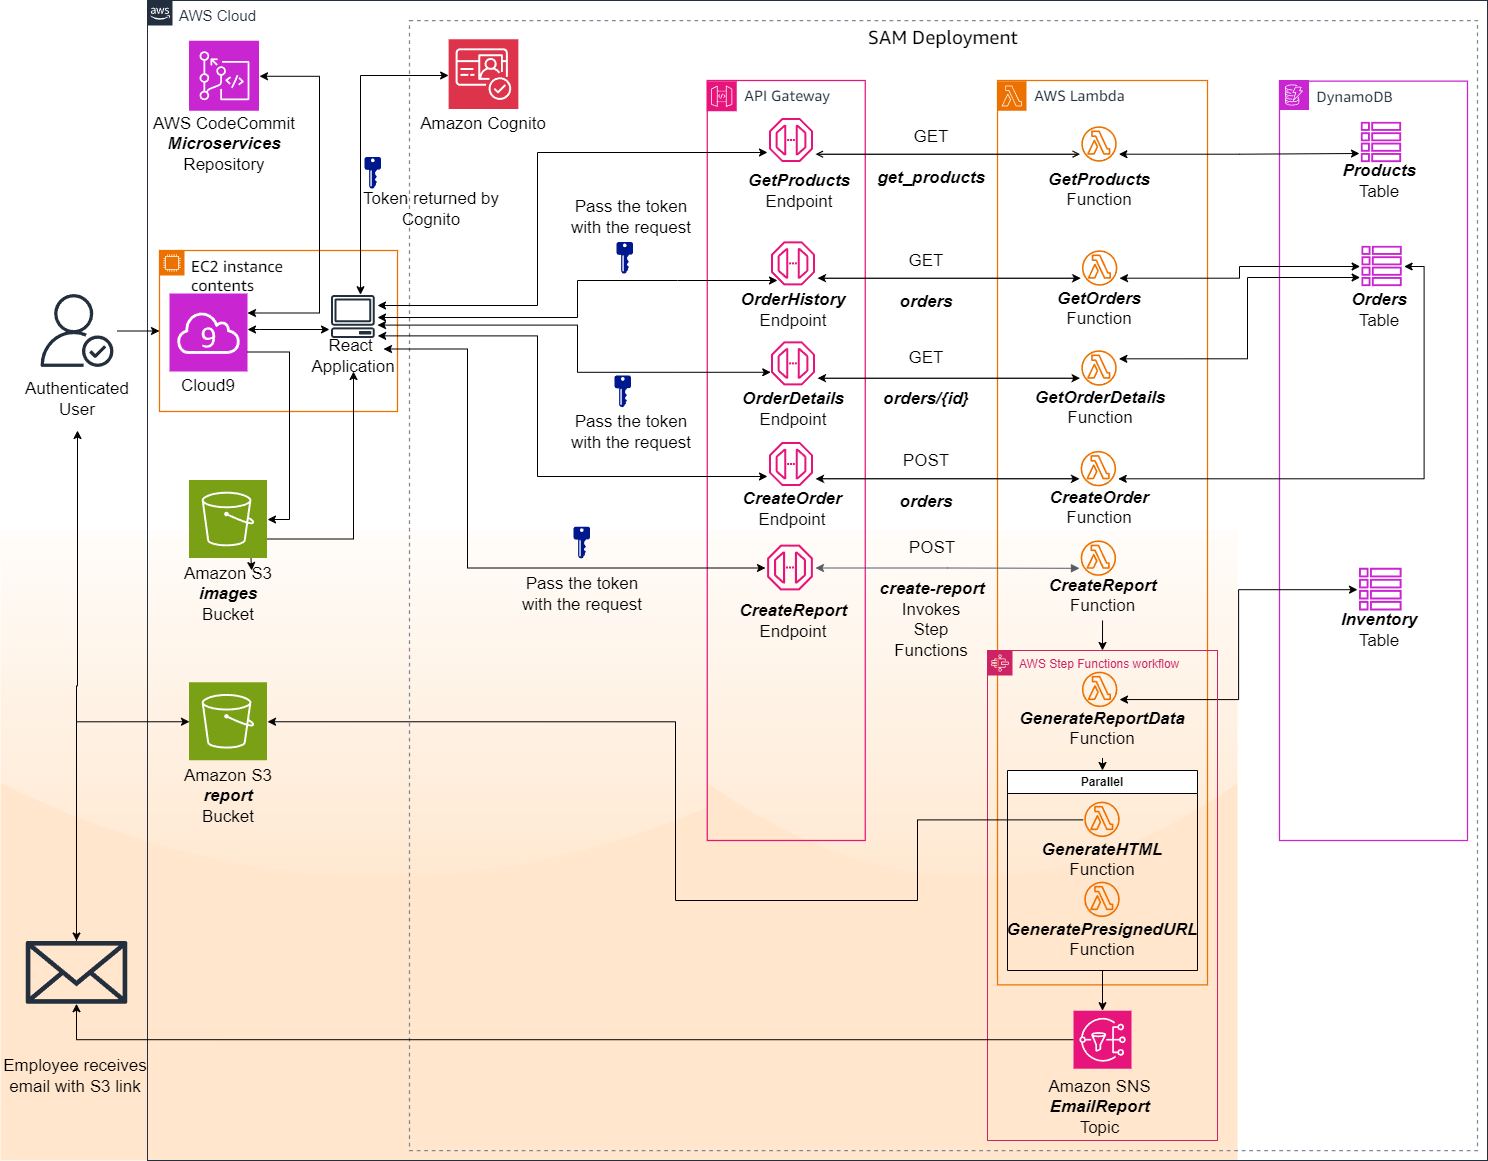 aws
AWS Cloud
SAM Deployment
AWS CodeCommit
Microservices
Repository
Amazon Cognito
Token returned by
Cognito
EC2 instance
contents
9
Cloud9
React
Application
Authenticated
User
Amazon S3
images
Bucket
Amazon S3
report
Bucket
Employee receives
email with S3 link
Pass the token
with the request
Pass the token
with the request
Pass the token
with the request
API Gateway
GetProducts
Endpoint
OrderHistory
Endpoint
OrderDetails
Endpoint
CreateOrder
Endpoint
CreateReport
Endpoint
GET
get_products
GET
orders
GET
orders/{id}
POST
orders
POST
create-report
Invokes
Step
Functions
AWS Lambda
GetProducts
Function
GetOrders
Function
GetOrderDetails
Function
CreateOrder
Function
CreateReport
Function
AWS Step Functions workflow
GenerateReportData
Function
Parallel
GenerateHTML
Function
GeneratePresignedURL
Function
Amazon SNS
EmailReport
Topic
DynamoDB
Products
Table
Orders
Table
Inventory
Table